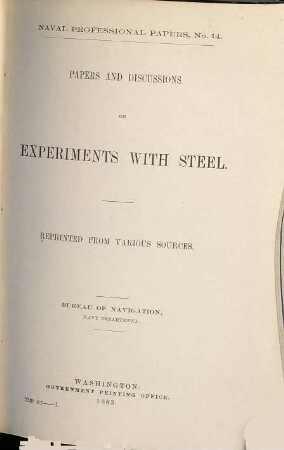 NAVAL PROFESSIONAL PAPERS, No. 14.
PAPERS AND DISCUSSIONS
ON
EXPERIMENTS WITH STEEL.
REPRINTED FROM VARIOUS SOURCES.
BUREAU OF NAVIGATION,
NAVY DEPARTMENT.
WASHINGTON:
GOVERNMENT PRINTING OFFICE.
1883.